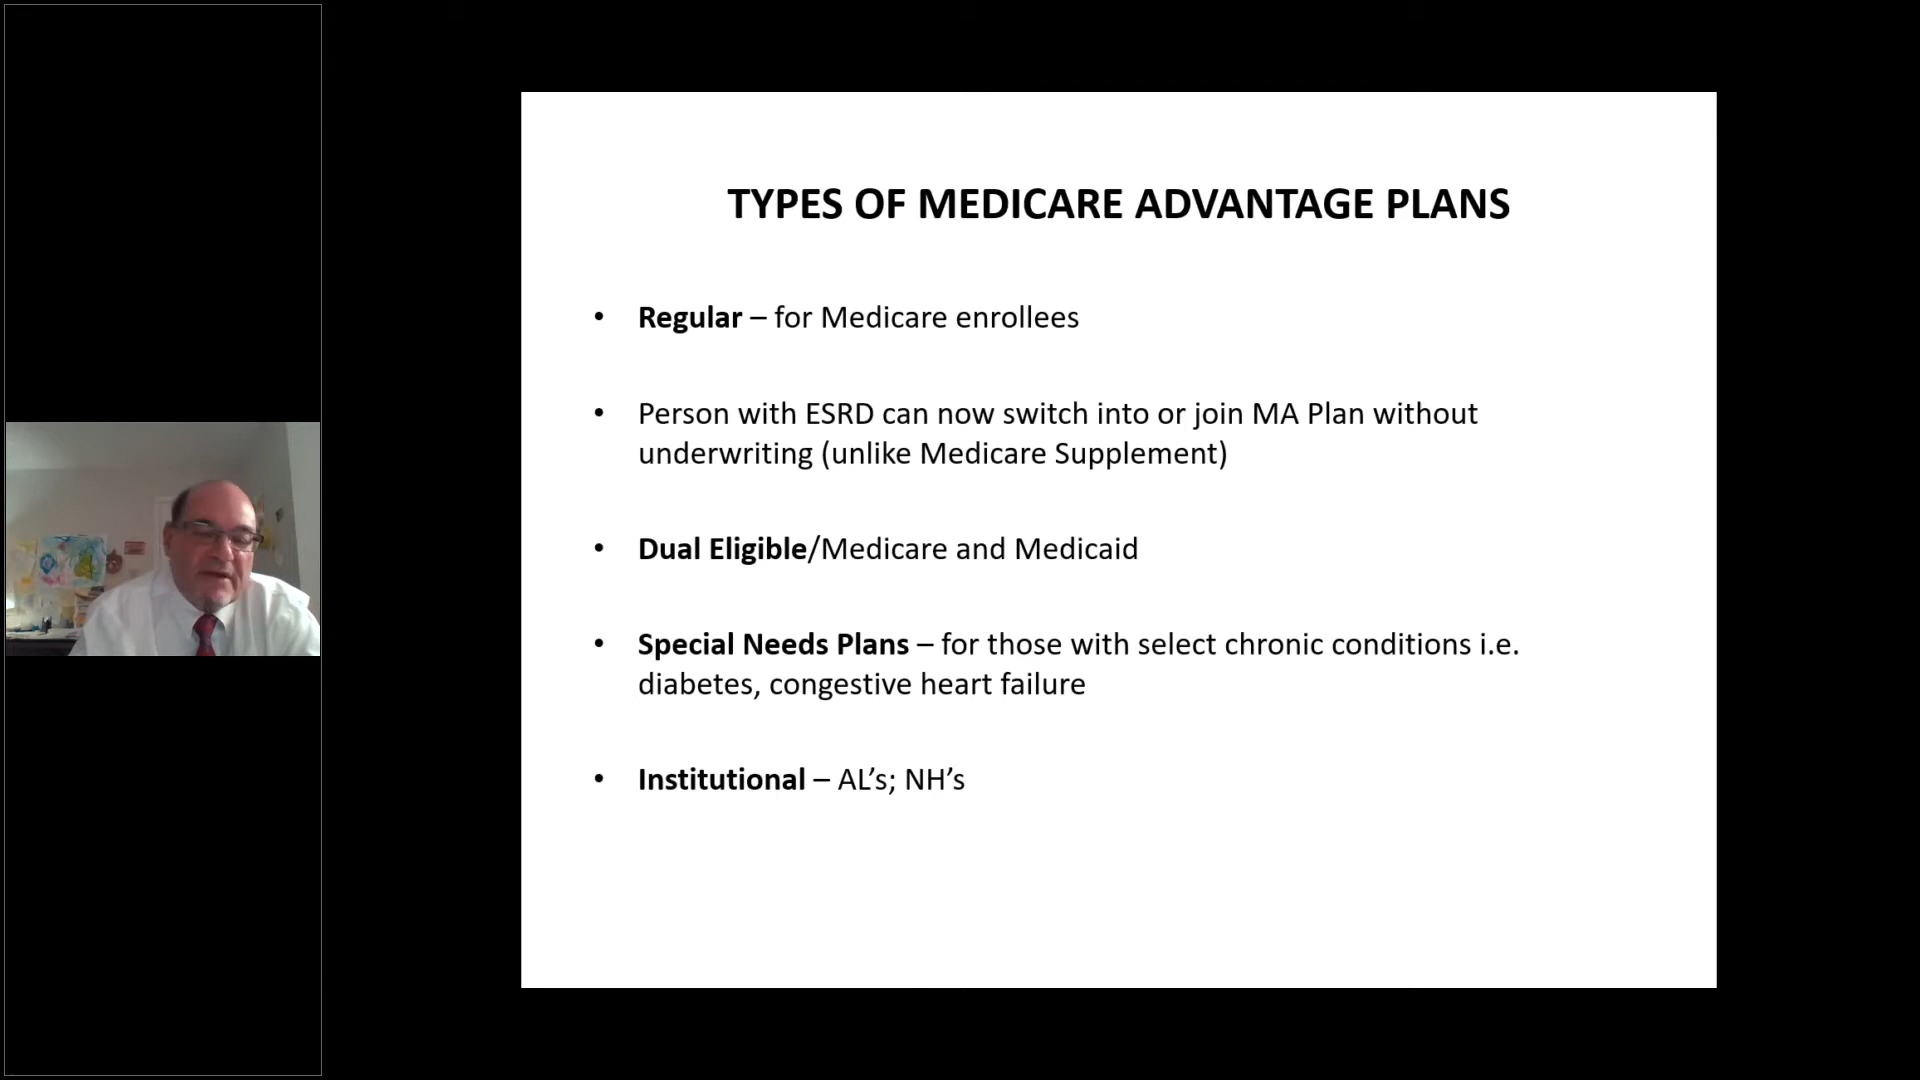 TYPES OF MEDICARE ADVANTAGE PLANS
• Regular – for Medicare enrollees
• Person with ESRD can now switch into or join MA Plan without
underwriting (unlike Medicare Supplement)
• Dual Eligible/Medicare and Medicaid
• Special Needs Plans – for those with select chronic conditions i.e.
diabetes, congestive heart failure
• Institutional – AL’s; NH’s